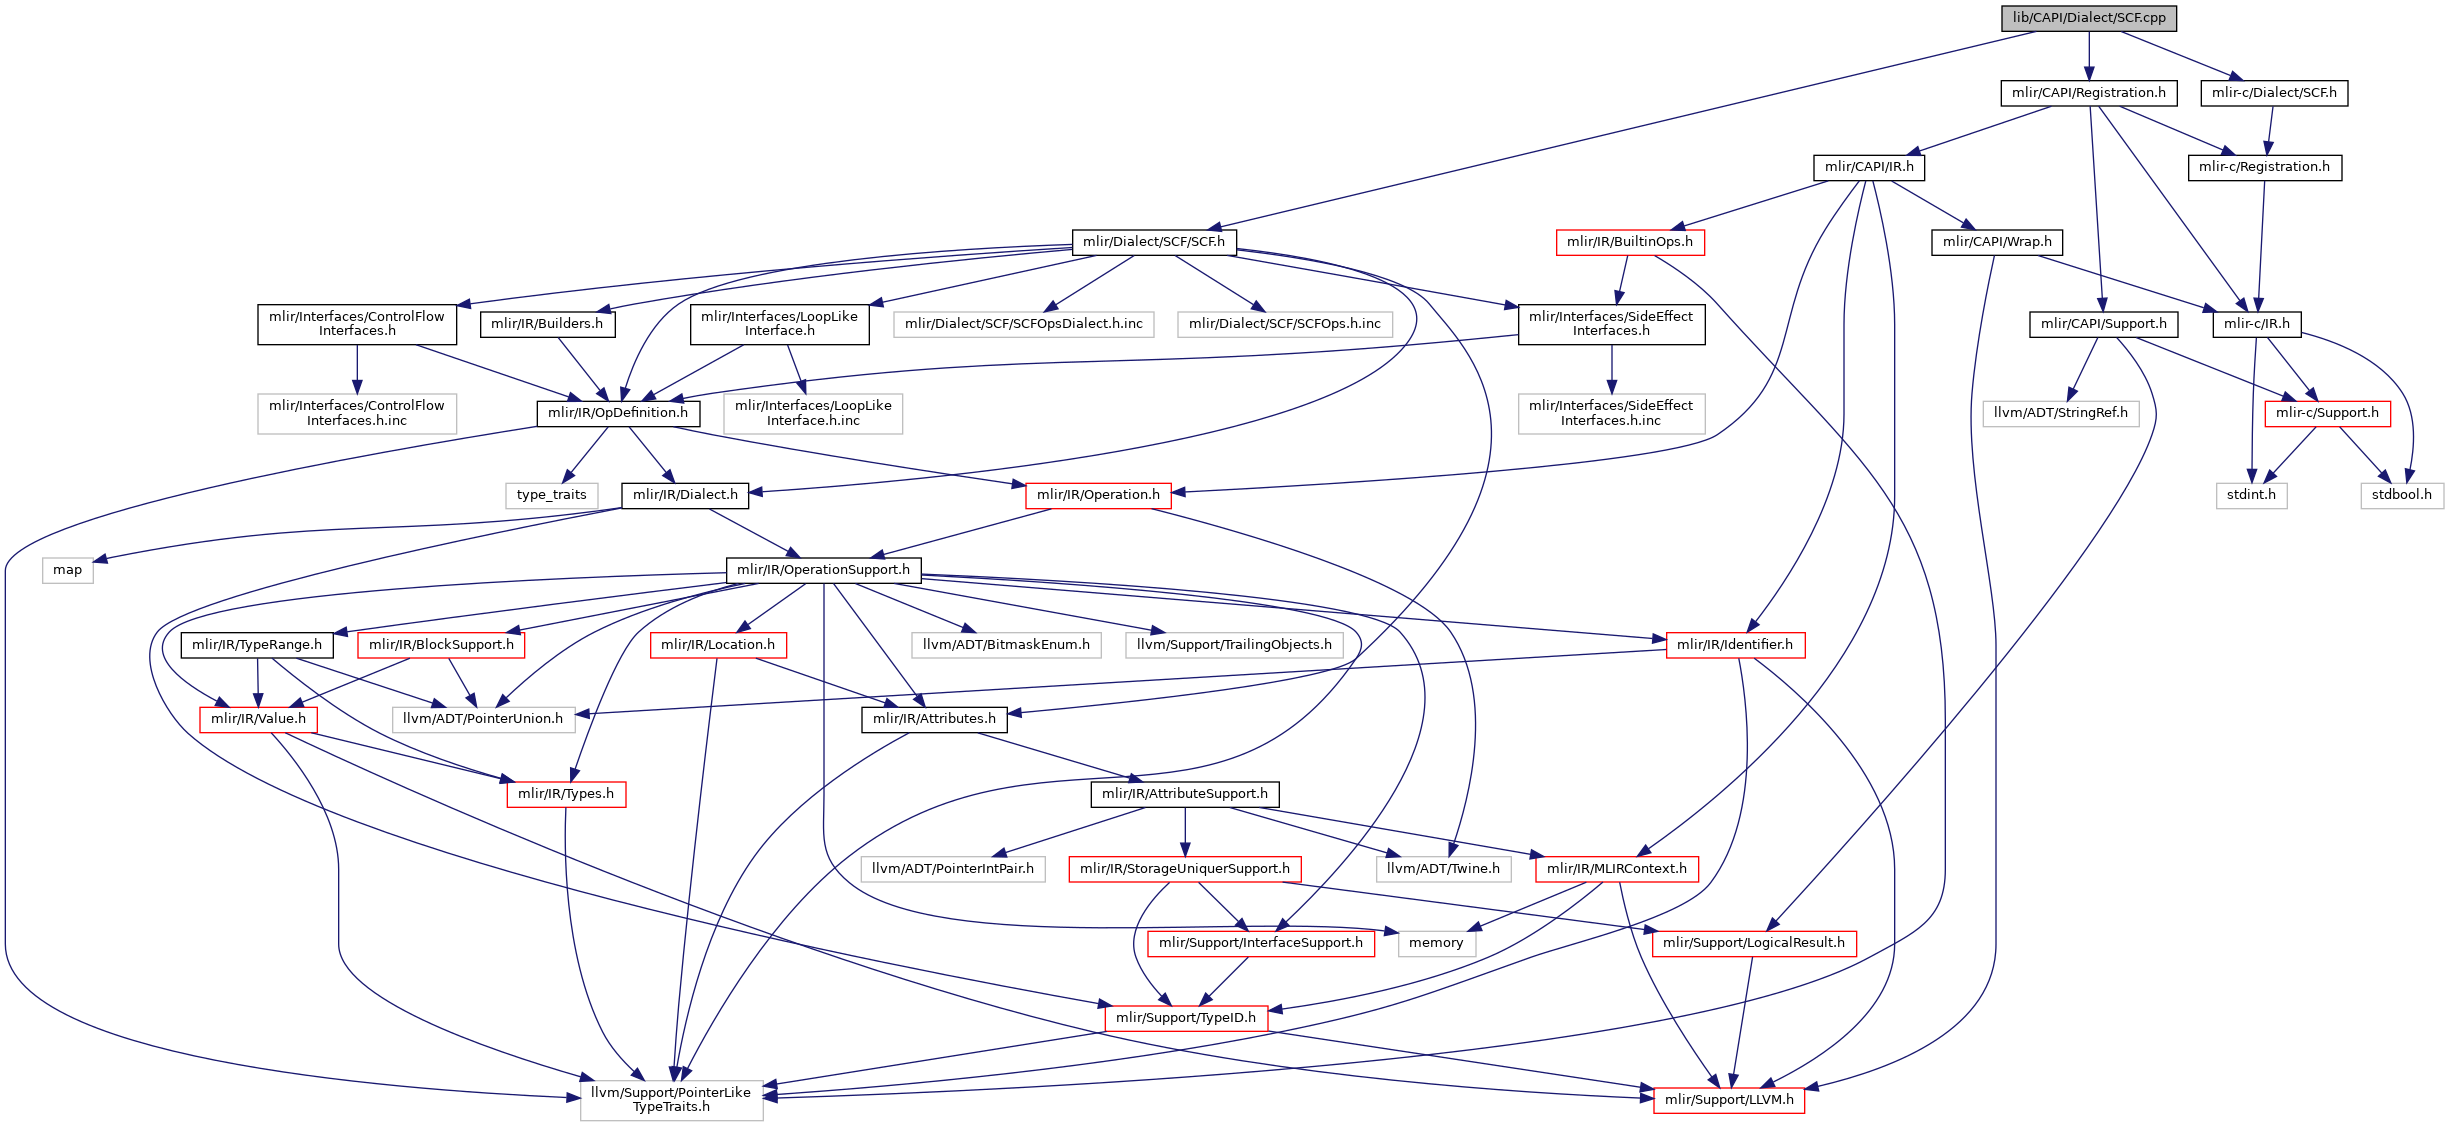 lib/CAPI/Dialect/SCF.cpp
mlir/CAPI/Registration.h
mlir-c/Dialect/SCF.h
mlir/CAPI/IR.h
mlir-c/Registration.h
mlir/Dialect/SCF/SCF.h
mlir/IR/BuiltinOps.h
mlir/CAPI/Wrap.h
mlir/Interfaces/ControlFlow
Interfaces.h
mlir/IR/Builders.h
mlir/Interfaces/LoopLike
Interface.h
mlir/Dialect/SCF/SCFOpsDialect.h.inc
mlir/Dialect/SCF/SCFOps.h.inc
mlir/Interfaces/SideEffect
Interfaces.h
mlir/CAPI/Support.h
mlir-c/IR.h
mlir/Interfaces/ControlFlow
Interfaces.h.inc
mlir/IR/OpDefinition.h
mlir/Interfaces/LoopLike
Interface.h.inc
mlir/Interfaces/SideEffect
Interfaces.h.inc
llvm/ADT/StringRef.h
mlir-c/Support.h
type_traits
mlir/IR/Dialect.h
mlir/IR/Operation.h
stdint.h
stdbool.h
map
mlir/IR/OperationSupport.h
mlir/IR/TypeRange.h
mlir/IR/BlockSupport.h
mlir/IR/Location.h
llvm/ADT/BitmaskEnum.h
llvm/Support/TrailingObjects.h
mlir/IR/Identifier.h
mlir/IR/Value.h
llvm/ADT/PointerUnion.h
mlir/IR/Attributes.h
mlir/IR/Types.h
mlir/IR/AttributeSupport.h
llvm/ADT/PointerIntPair.h
mlir/IR/StorageUniquerSupport.h
llvm/ADT/Twine.h
mlir/IR/MLIRContext.h
mlir/Support/InterfaceSupport.h
memory
mlir/Support/LogicalResult.h
mlir/Support/TypeID.h
llvm/Support/PointerLike
TypeTraits.h
mlir/Support/LLVM.h